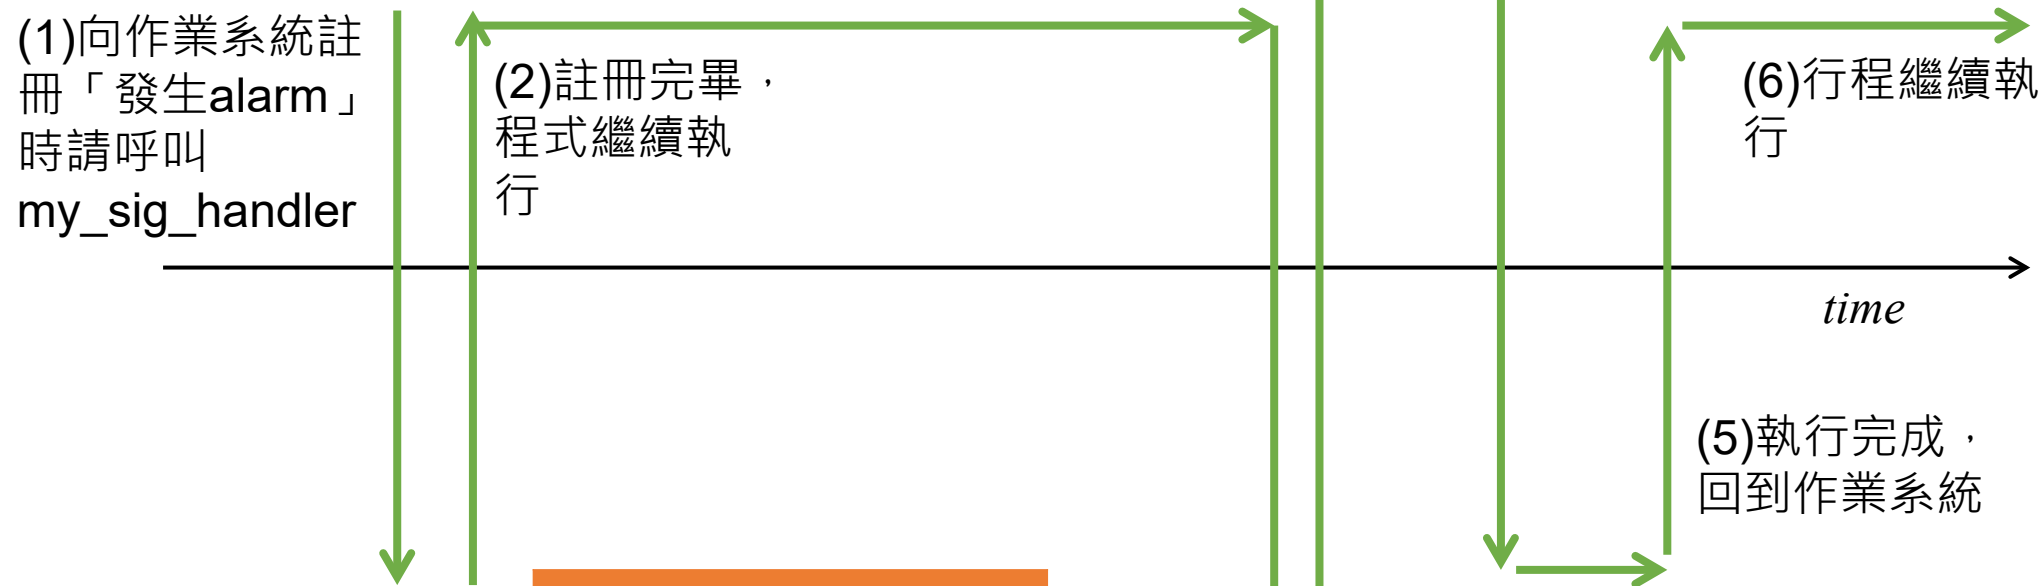 (1)向作業系統註
冊「發生alarm」
時請呼叫
my_sig_handler
(2)註冊完畢，
程式繼續執
行
(6)行程繼續執
行
time
(5)執行完成，
回到作業系統